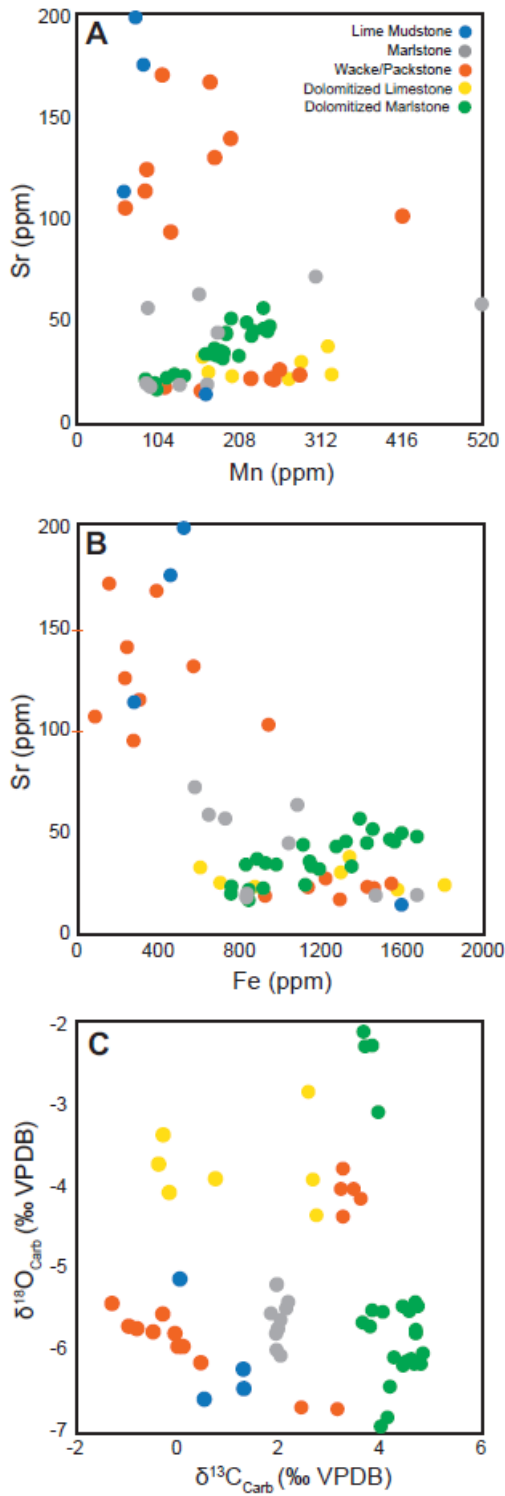 A
Lime Mudstone
Marlstone
Wacke/Packstone
Dolomitized Limestone
Dolomitized Marlstone
200
150
100
50
0
Sr (ppm)
0 104 208 312 416 520
Mn (ppm)
B
200
150
100
50
0
Sr (ppm)
0 400 800 1200 1600 2000
Fe (ppm)
C
-2
-3
-4
-5
-6
-7
δ¹⁸O_Carb (‰ VPDB)
-2 0 2 4 6
δ¹³C_Carb (‰ VPDB)